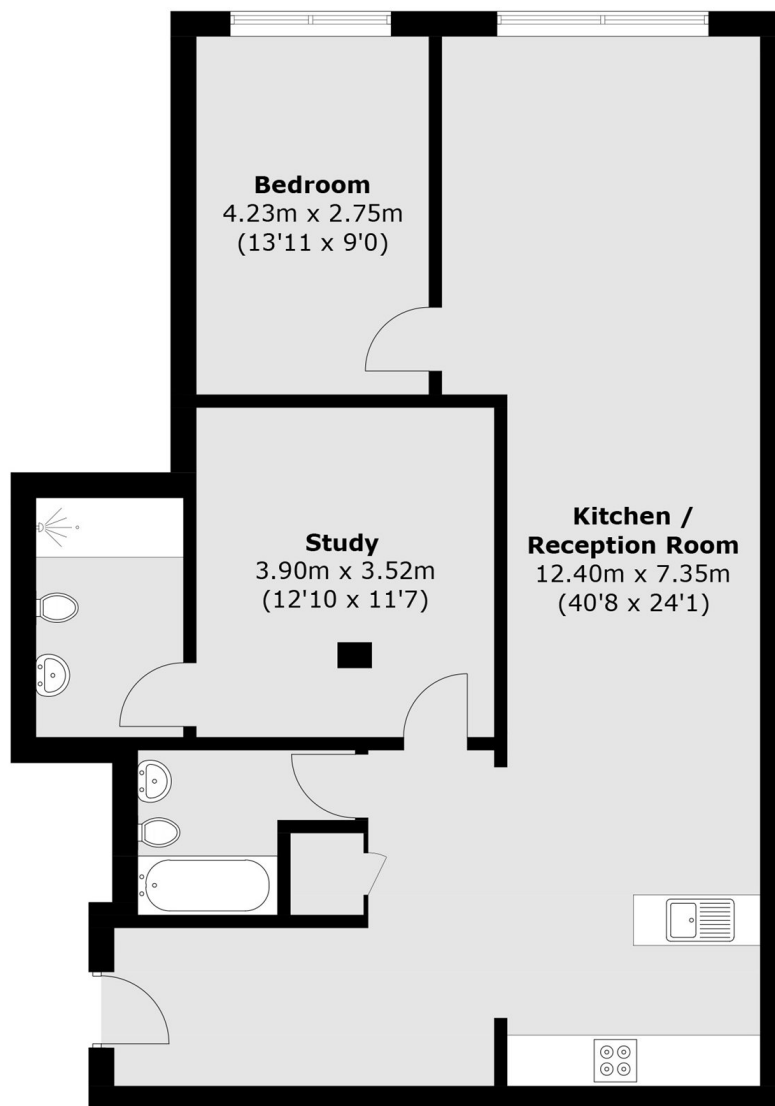 Bedroom
4.23m x 2.75m
(13'11 x 9'0)
Study
3.90m x 3.52m
(12'10 x 11'7)
Kitchen /
Reception Room
12.40m x 7.35m
(40'8 x 24'1)